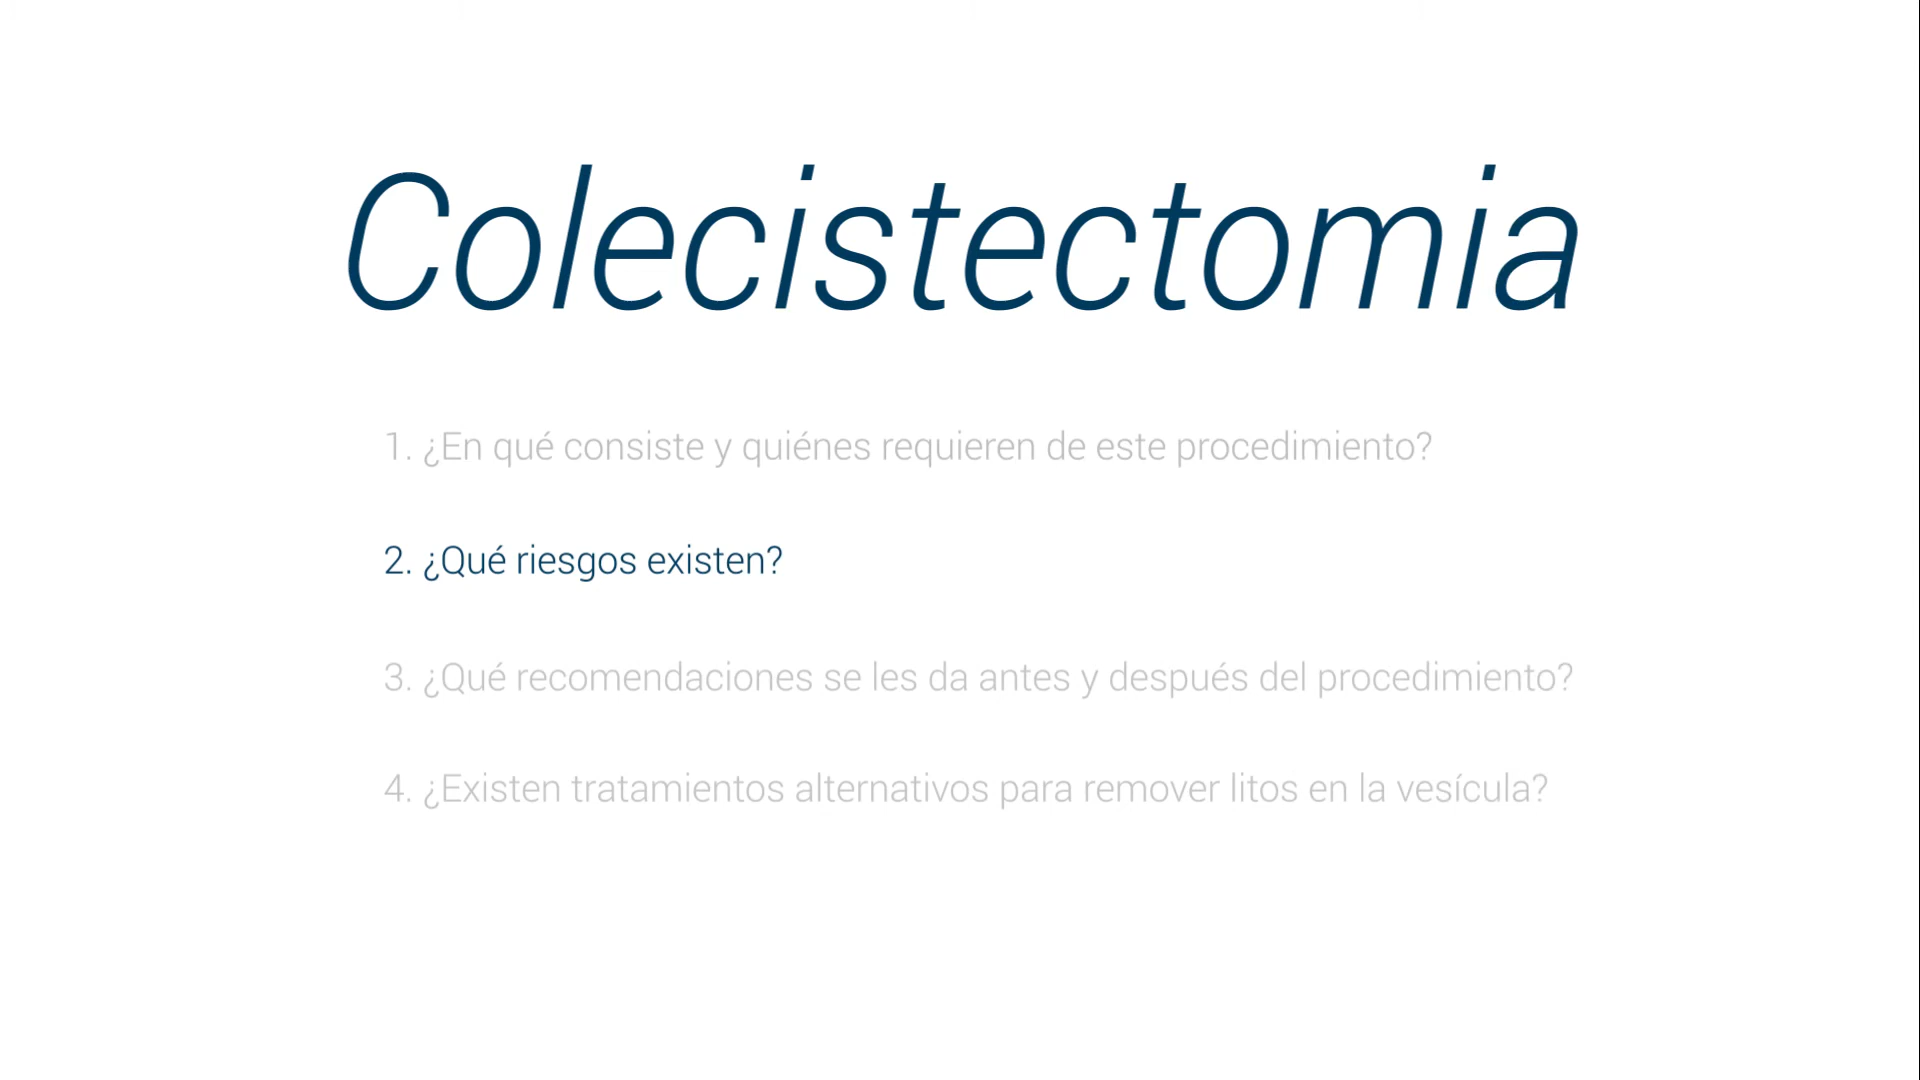 Colecistectomia
1. ¿En qué consiste y quiénes requieren de este procedimiento?
2. ¿Qué riesgos existen?
3. ¿Qué recomendaciones se les da antes y después del procedimiento?
4. ¿Existen tratamientos alternativos para remover litos en la vesícula?